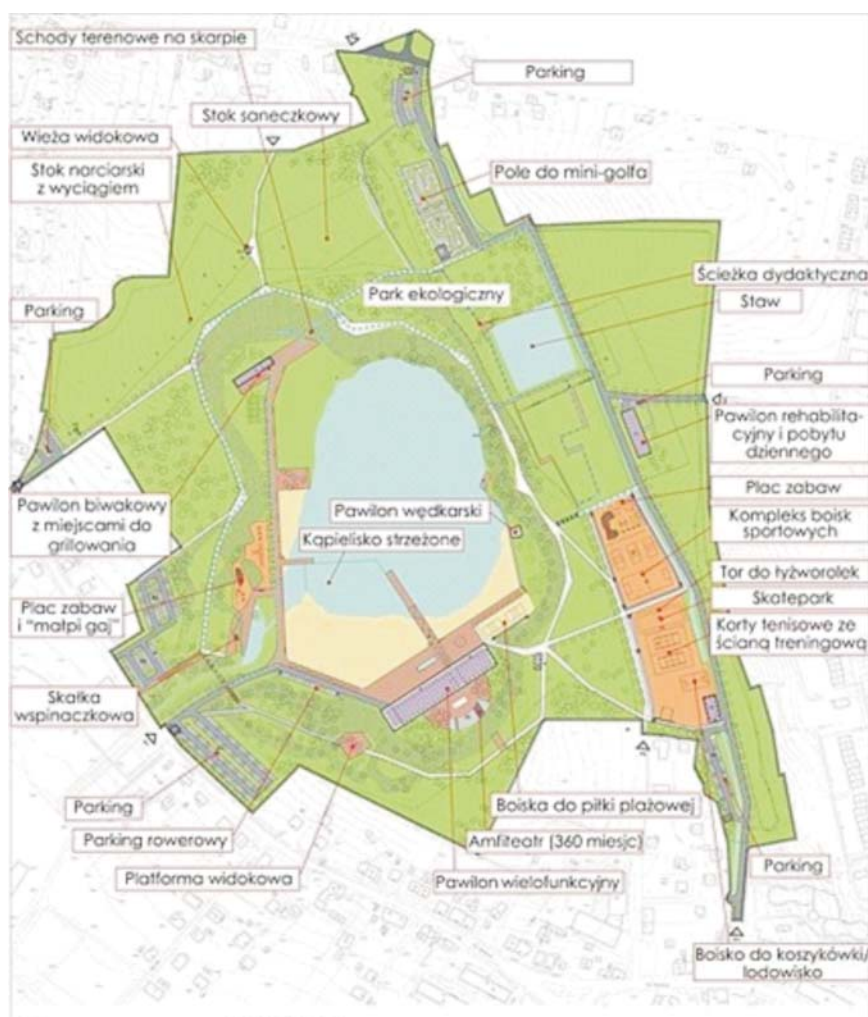 Schody terenowe na skarpie
Parking
Stok saneczkowy
Wieża widokowa
Stok narciarski
z wyciągiem
Pole do mini-golfa
Ścieżka dydaktyczna
Park ekologiczny
Staw
Parking
Parking
Pawilon rehabilita-
cyjny i pobytu
dziennego
Plac zabaw
Pawilon biwakowy
z miejscami do
grillowania
Pawilon wędkarski
Kompleks boisk
sportowych
Kąpielisko strzeżone
Tor do łyżworolek
Skatepark
Plac zabaw
i "małpi gaj"
Korty tenisowe ze
ścianą treningową
Skałka
wspinaczkowa
Parking
Boiska do piłki plażowej
Parking rowerowy
Amfiteatr (360 miejsc)
Parking
Platforma widokowa
Pawilon wielofunkcyjny
Boisko do koszykówki/
lodowisko